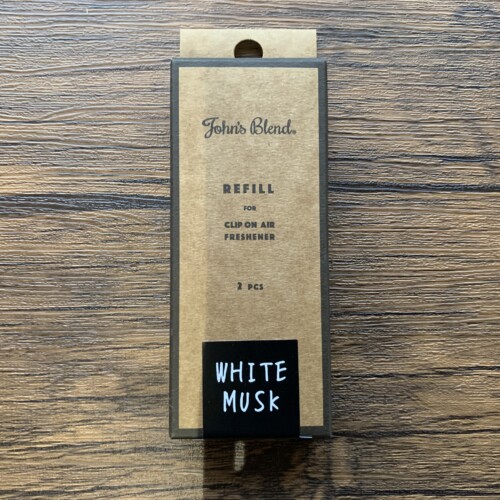 John's Blend®
REFILL
FOR
CLIP ON AIR
FRESHENER
2 PCS
WHITE
MUSK